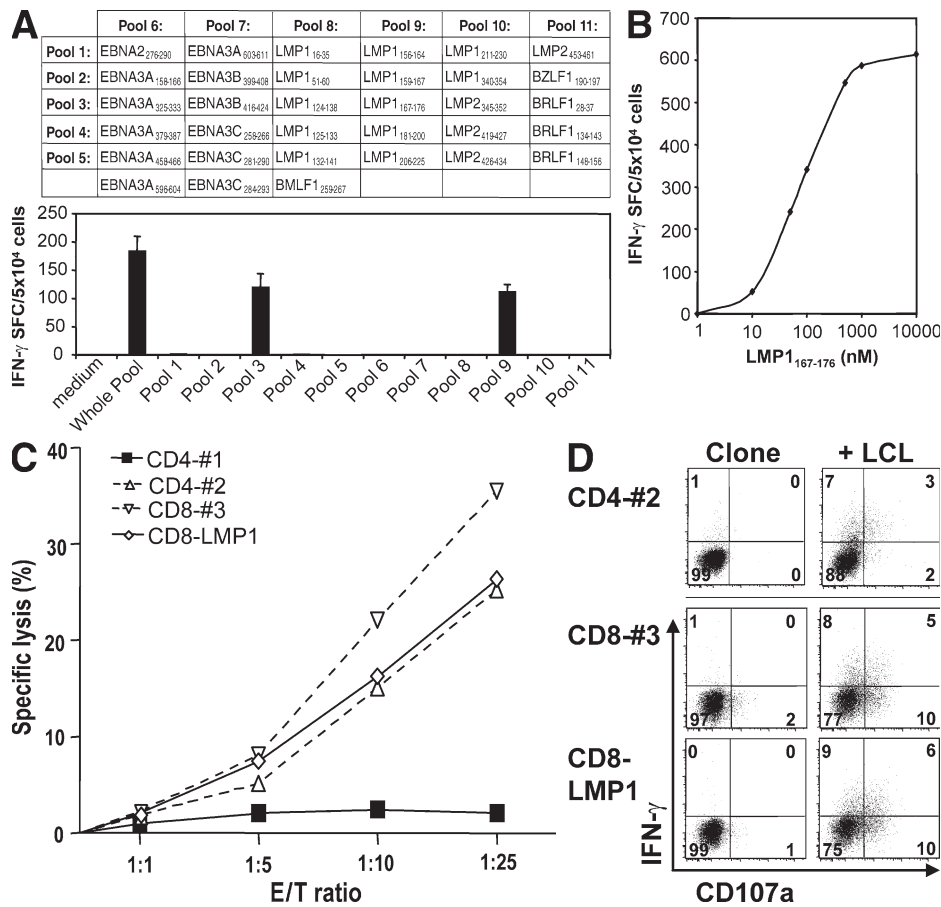 A
Pool 6: Pool 7: Pool 8: Pool 9: Pool 10: Pool 11:
Pool 1: EBNA2276-290 EBNA3A603-611 LMP116-35 LMP1156-164 LMP1211-230 LMP2453-461
Pool 2: EBNA3A158-166 EBNA3B399-408 LMP151-60 LMP1159-167 LMP1340-354 BZLF1190-197
Pool 3: EBNA3A325-333 EBNA3B416-424 LMP1124-138 LMP1167-176 LMP2345-352 BRLF128-37
Pool 4: EBNA3A379-387 EBNA3C258-266 LMP1125-133 LMP1181-200 LMP2419-427 BRLF1134-143
Pool 5: EBNA3A458-466 EBNA3C281-290 LMP1132-141 LMP1206-225 LMP2426-434 BRLF1148-156
EBNA3A596-604 EBNA3C284-293 BMLF1259-267
IFN-γ SFC/5x10⁴ cells
250
200
150
100
50
0
medium Whole Pool Pool 1 Pool 2 Pool 3 Pool 4 Pool 5 Pool 6 Pool 7 Pool 8 Pool 9 Pool 10 Pool 11
B
IFN-γ SFC/5x10⁴ cells
700
600
500
700
400
300
200
100
0
1 10 100 1000 10000
LMP1167-176 (nM)
C
CD4-#1
CD4-#2
CD8-#3
CD8-LMP1
Specific lysis (%)
40
30
20
10
0
1:1 1:5 1:10 1:25
E/T ratio
D
Clone + LCL
CD4-#2
1 0 7 3
99 0 88 2
CD8-#3
1 0 8 5
97 2 77 10
CD8-
LMP1
0 0 9 6
99 1 75 10
IFN-γ
CD107a